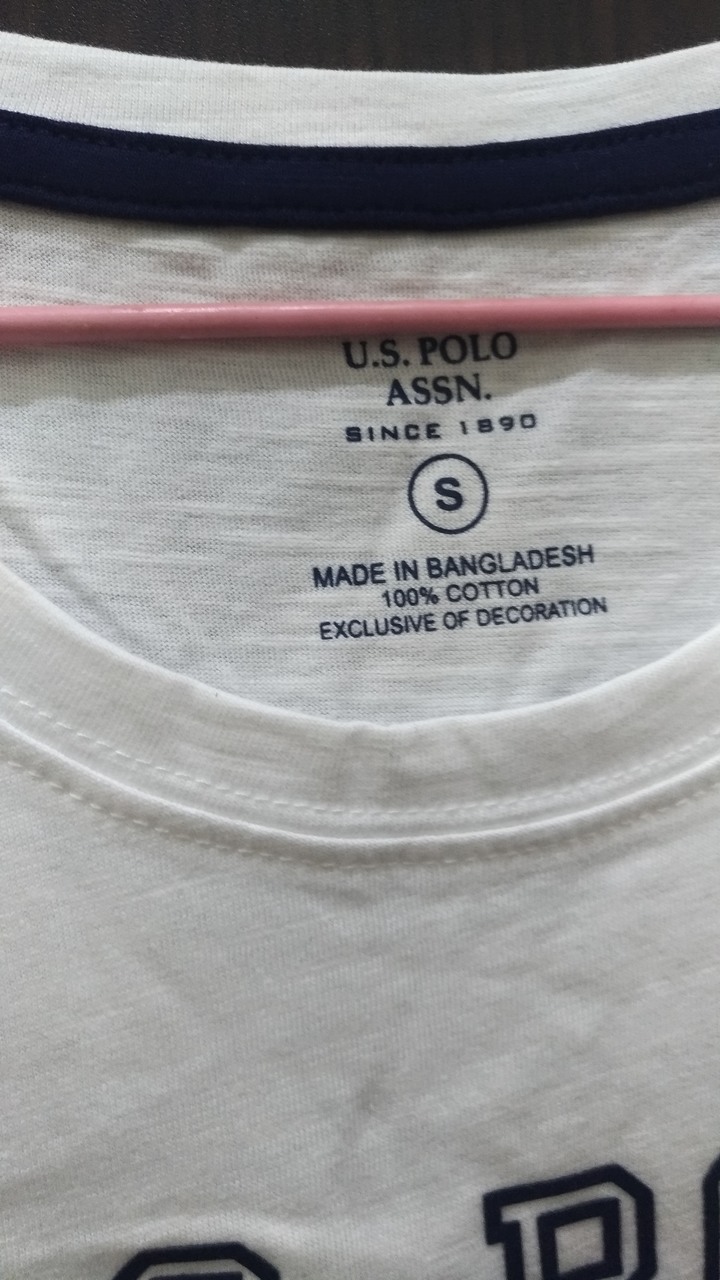 U.S. POLO
ASSN.
SINCE 1890
S
MADE IN BANGLADESH
100% COTTON
EXCLUSIVE OF DECORATION